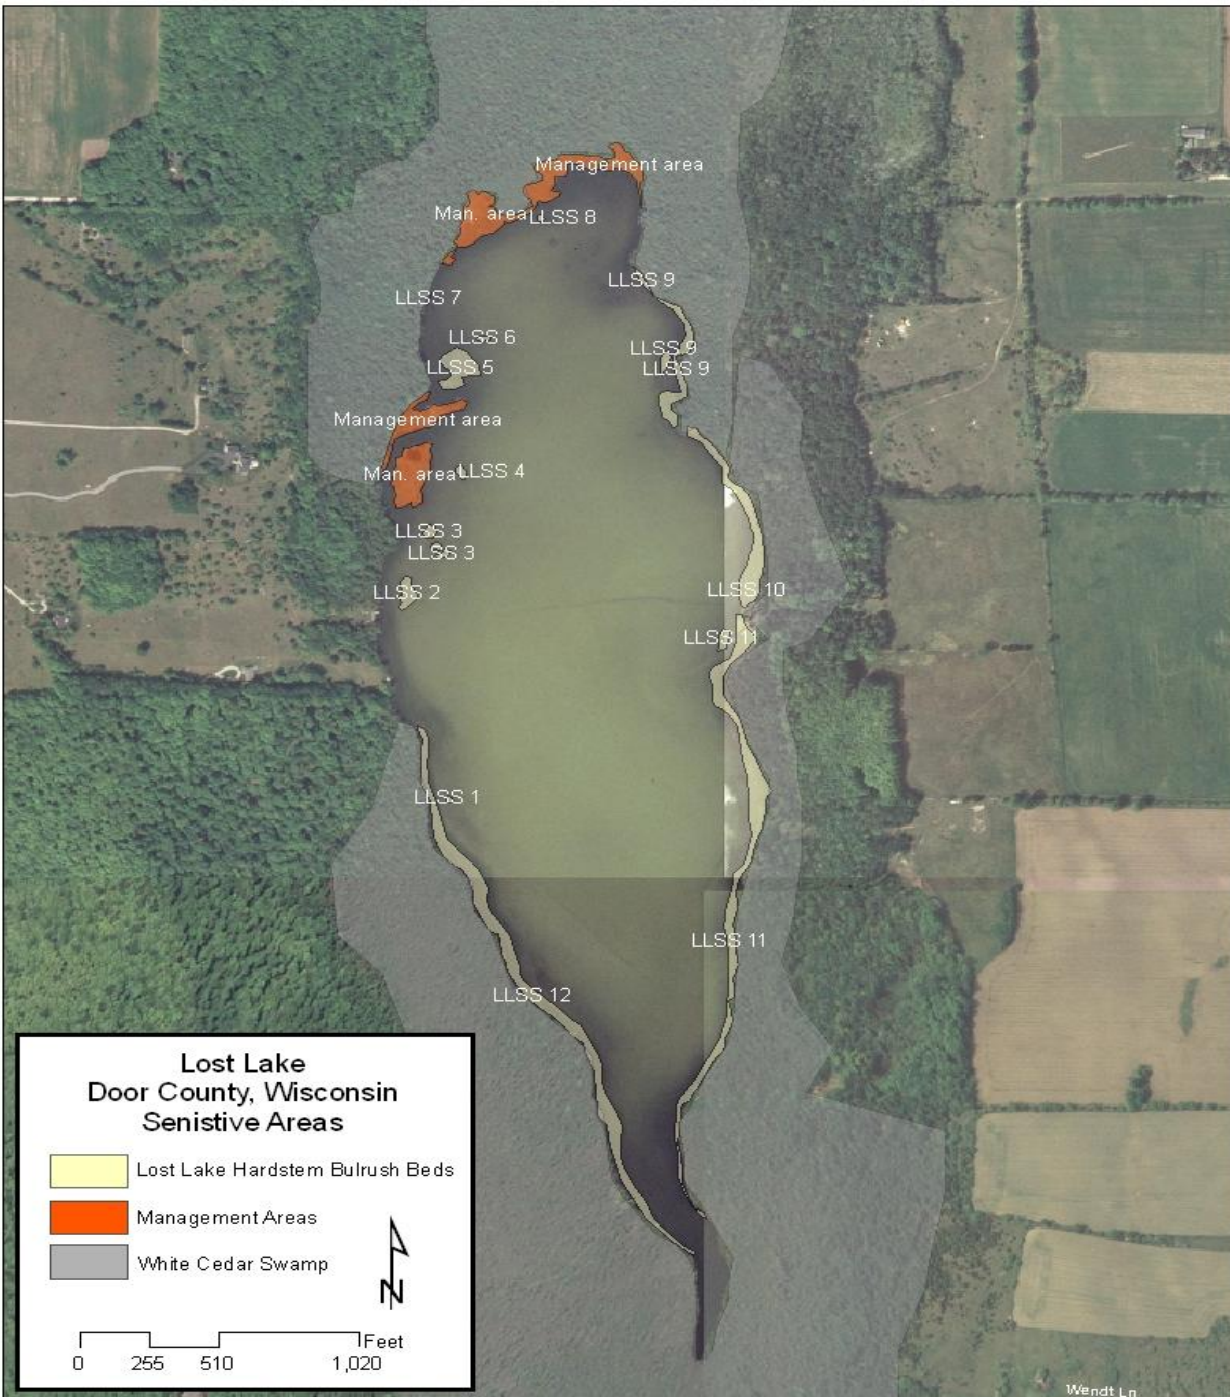 Management area
Man. area
LLSS 8
LLSS 9
LLSS 7
LLSS 6
LLSS 9
LLSS 5
LLSS 9
Management area
Man. area
LLSS 4
LLSS 3
LLSS 3
LLSS 2
LLSS 10
LLSS 11
LLSS 1
LLSS 11
LLSS 12
Lost Lake
Door County, Wisconsin
Senistive Areas
Lost Lake Hardstem Bulrush Beds
Management Areas
White Cedar Swamp
N
Feet
0 255 510 1,020
Wendt Ln